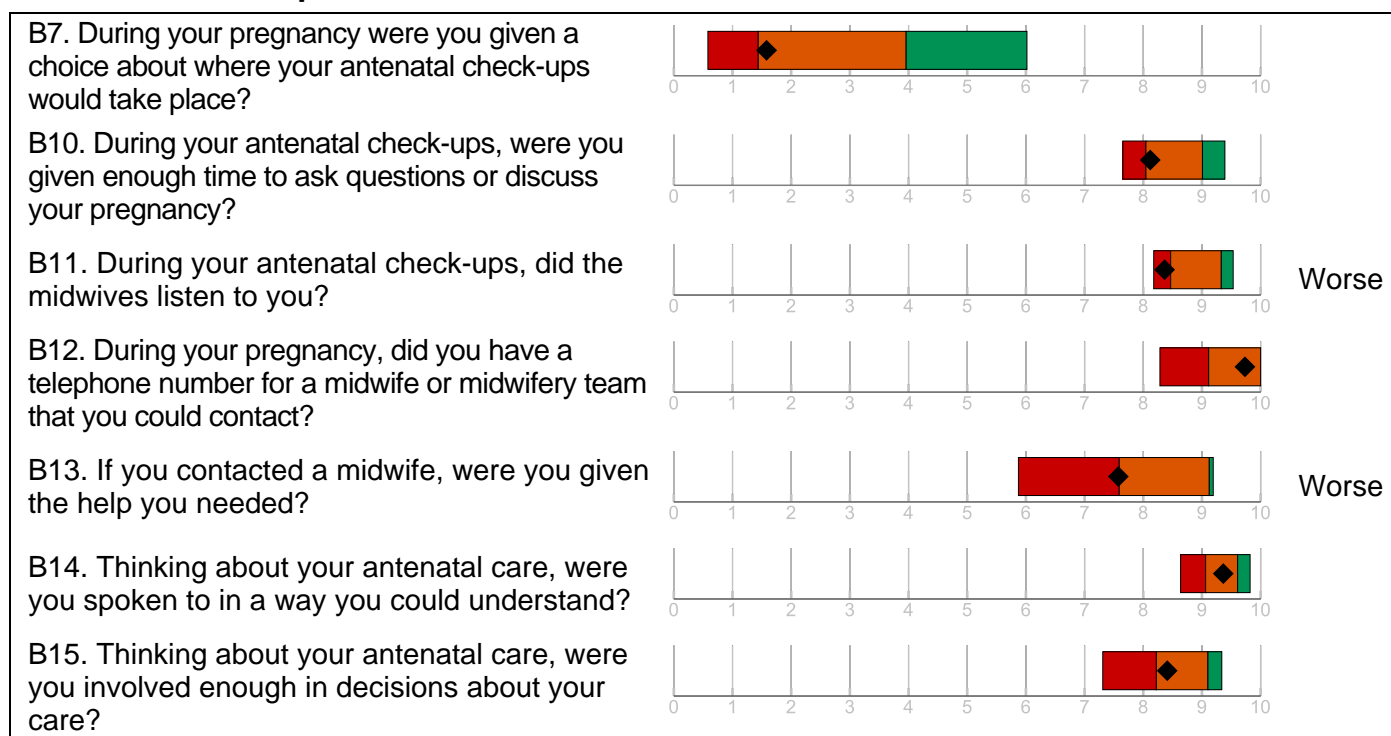 B7. During your pregnancy were you given a
choice about where your antenatal check-ups
would take place?
0 1 2 3 4 5 6 7 8 9 10
B10. During your antenatal check-ups, were you
given enough time to ask questions or discuss
your pregnancy?
0 1 2 3 4 5 6 7 8 9 10
B11. During your antenatal check-ups, did the
midwives listen to you?
Worse
0 1 2 3 4 5 6 7 8 9 10
B12. During your pregnancy, did you have a
telephone number for a midwife or midwifery team
that you could contact?
0 1 2 3 4 5 6 7 8 9 10
B13. If you contacted a midwife, were you given
the help you needed?
Worse
0 1 2 3 4 5 6 7 8 9 10
B14. Thinking about your antenatal care, were
you spoken to in a way you could understand?
0 1 2 3 4 5 6 7 8 9 10
B15. Thinking about your antenatal care, were
you involved enough in decisions about your
care?
0 1 2 3 4 5 6 7 8 9 10